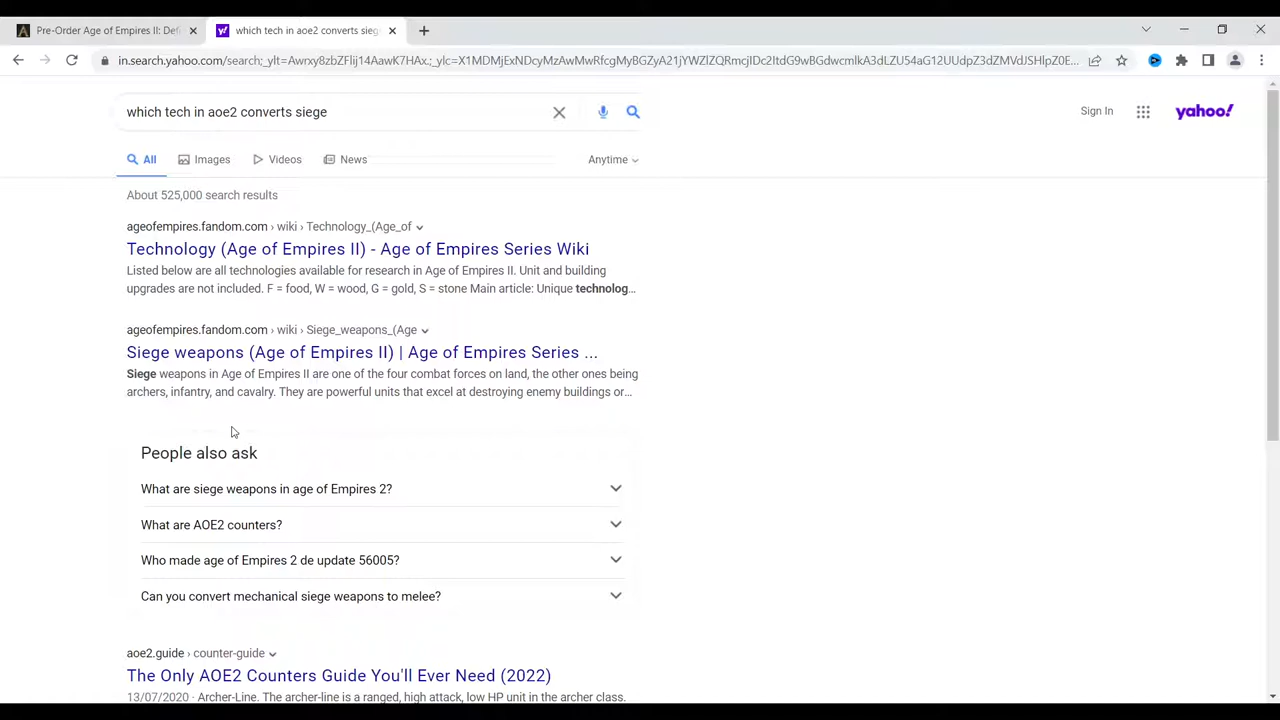 Pre-Order Age of Empires II: Defi
which tech in aoe2 converts sieg
in.search.yahoo.com/search;_ylt=Awrxy8zbZFlij14AawK7HAx.;_ylc=X1MDMjExNDcyMzAwMwRfcgMyBGZyA21jYWZlZQRmcjIDc2ItdG9wBGdwcmlkA3dLZU54aG12UUdpZ3dZMVdJSHlpZ0E...
which tech in aoe2 converts siege
Sign In
yahoo!
All
Images
Videos
News
Anytime
About 525,000 search results
ageofempires.fandom.com › wiki › Technology_(Age_of
Technology (Age of Empires II) - Age of Empires Series Wiki
Listed below are all technologies available for research in Age of Empires II. Unit and building
upgrades are not included. F = food, W = wood, G = gold, S = stone Main article: Unique technolog...
ageofempires.fandom.com › wiki › Siege_weapons_(Age
Siege weapons (Age of Empires II) | Age of Empires Series ...
Siege weapons in Age of Empires II are one of the four combat forces on land, the other ones being
archers, infantry, and cavalry. They are powerful units that excel at destroying enemy buildings or...
People also ask
What are siege weapons in age of Empires 2?
What are AOE2 counters?
Who made age of Empires 2 de update 56005?
Can you convert mechanical siege weapons to melee?
aoe2.guide › counter-guide
The Only AOE2 Counters Guide You'll Ever Need (2022)
13/07/2020 · Archer-Line. The archer-line is a ranged, high attack, low HP unit in the archer class.